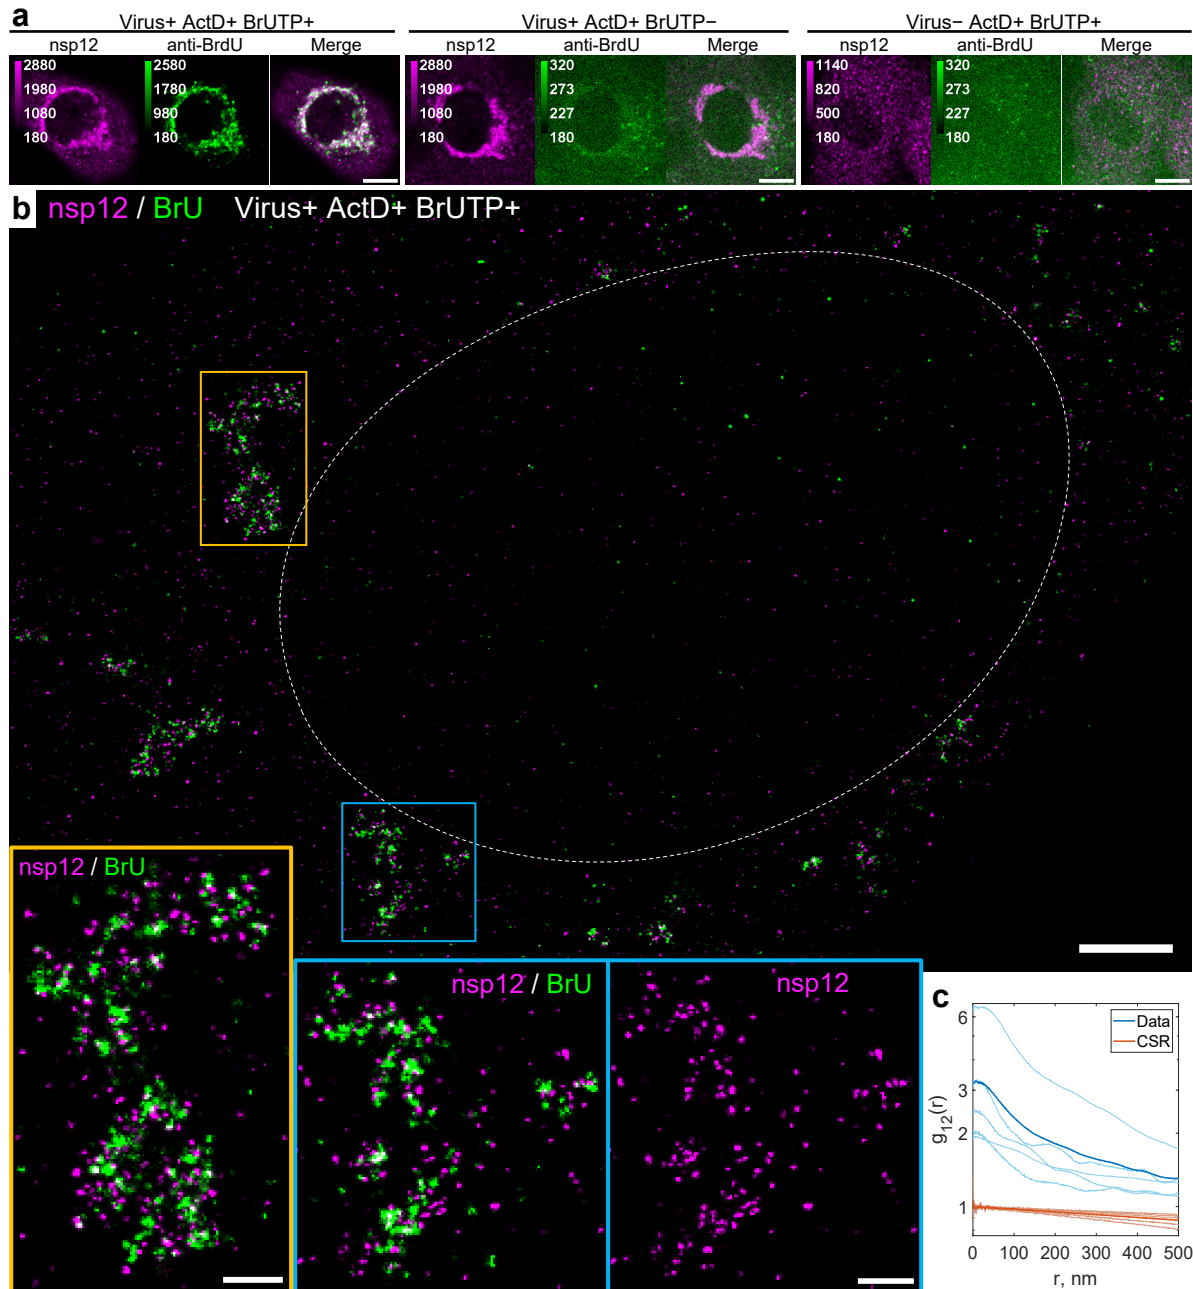 a
Virus+ ActD+ BrUTP+
Virus+ ActD+ BrUTP−
Virus− ActD+ BrUTP+
nsp12 anti-BrdU Merge
nsp12 anti-BrdU Merge
nsp12 anti-BrdU Merge
2880 2580
1980 1780
1080 980
180 180
2880 320
1980 273
1080 227
180 180
1140 320
820 273
500 227
180 180
b nsp12 / BrU Virus+ ActD+ BrUTP+
nsp12 / BrU
nsp12 / BrU
nsp12
c
Data
CSR
g12(r)
6
3
2
1
0 100 200 300 400 500
r, nm